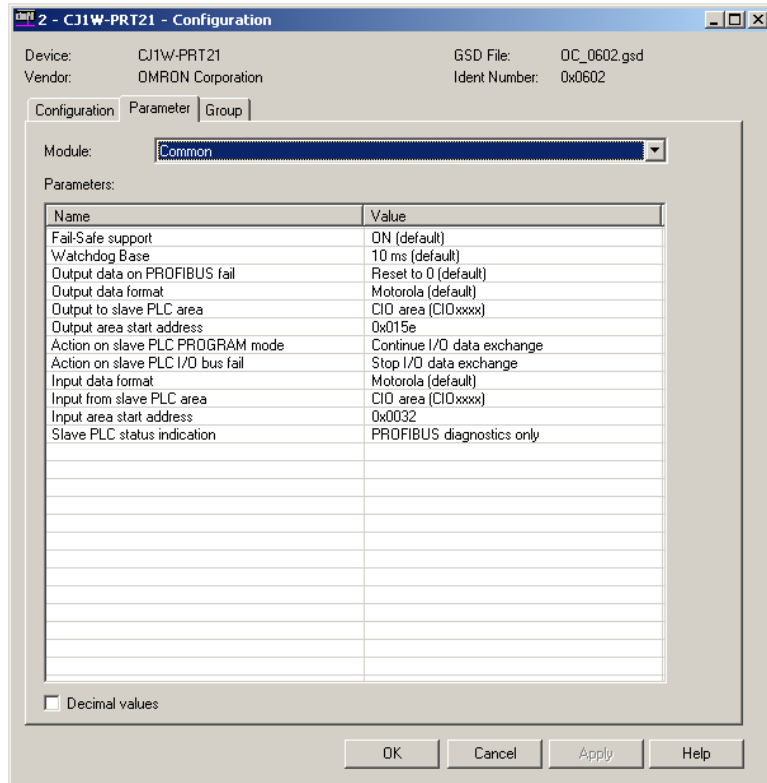 2 - CJ1W-PRT21 - Configuration
Device: CJ1W-PRT21 GSD File: OC_0602.gsd
Vendor: OMRON Corporation Ident Number: 0x0602
Configuration Parameter Group
Module: Common
Parameters:
Name Value
Fail-Safe support ON (default)
Watchdog Base 10 ms (default)
Output data on PROFIBUS fail Reset to 0 (default)
Output data format Motorola (default)
Output to slave PLC area CIO area (CIOxxxx)
Output area start address 0x015e
Action on slave PLC PROGRAM mode Continue I/O data exchange
Action on slave PLC I/O bus fail Stop I/O data exchange
Input data format Motorola (default)
Input from slave PLC area CIO area (CIOxxxx)
Input area start address 0x0032
Slave PLC status indication PROFIBUS diagnostics only
Decimal values
OK Cancel Apply Help